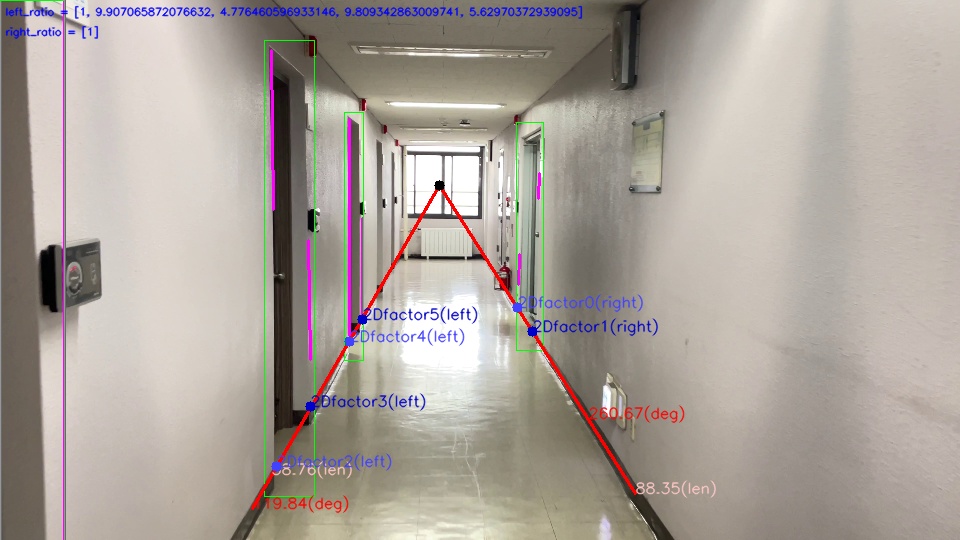 left_ratio = [1, 9.907065872076632, 4.776460596933146, 9.809342863009741, 5.62970372939095]
right_ratio = [1]
2Dfactor0(right)
2Dfactor5(left)
2Dfactor1(right)
2Dfactor4(left)
2Dfactor3(left)
260.67(deg)
2Dfactor2(left)
88.35(len)
19.84(deg)